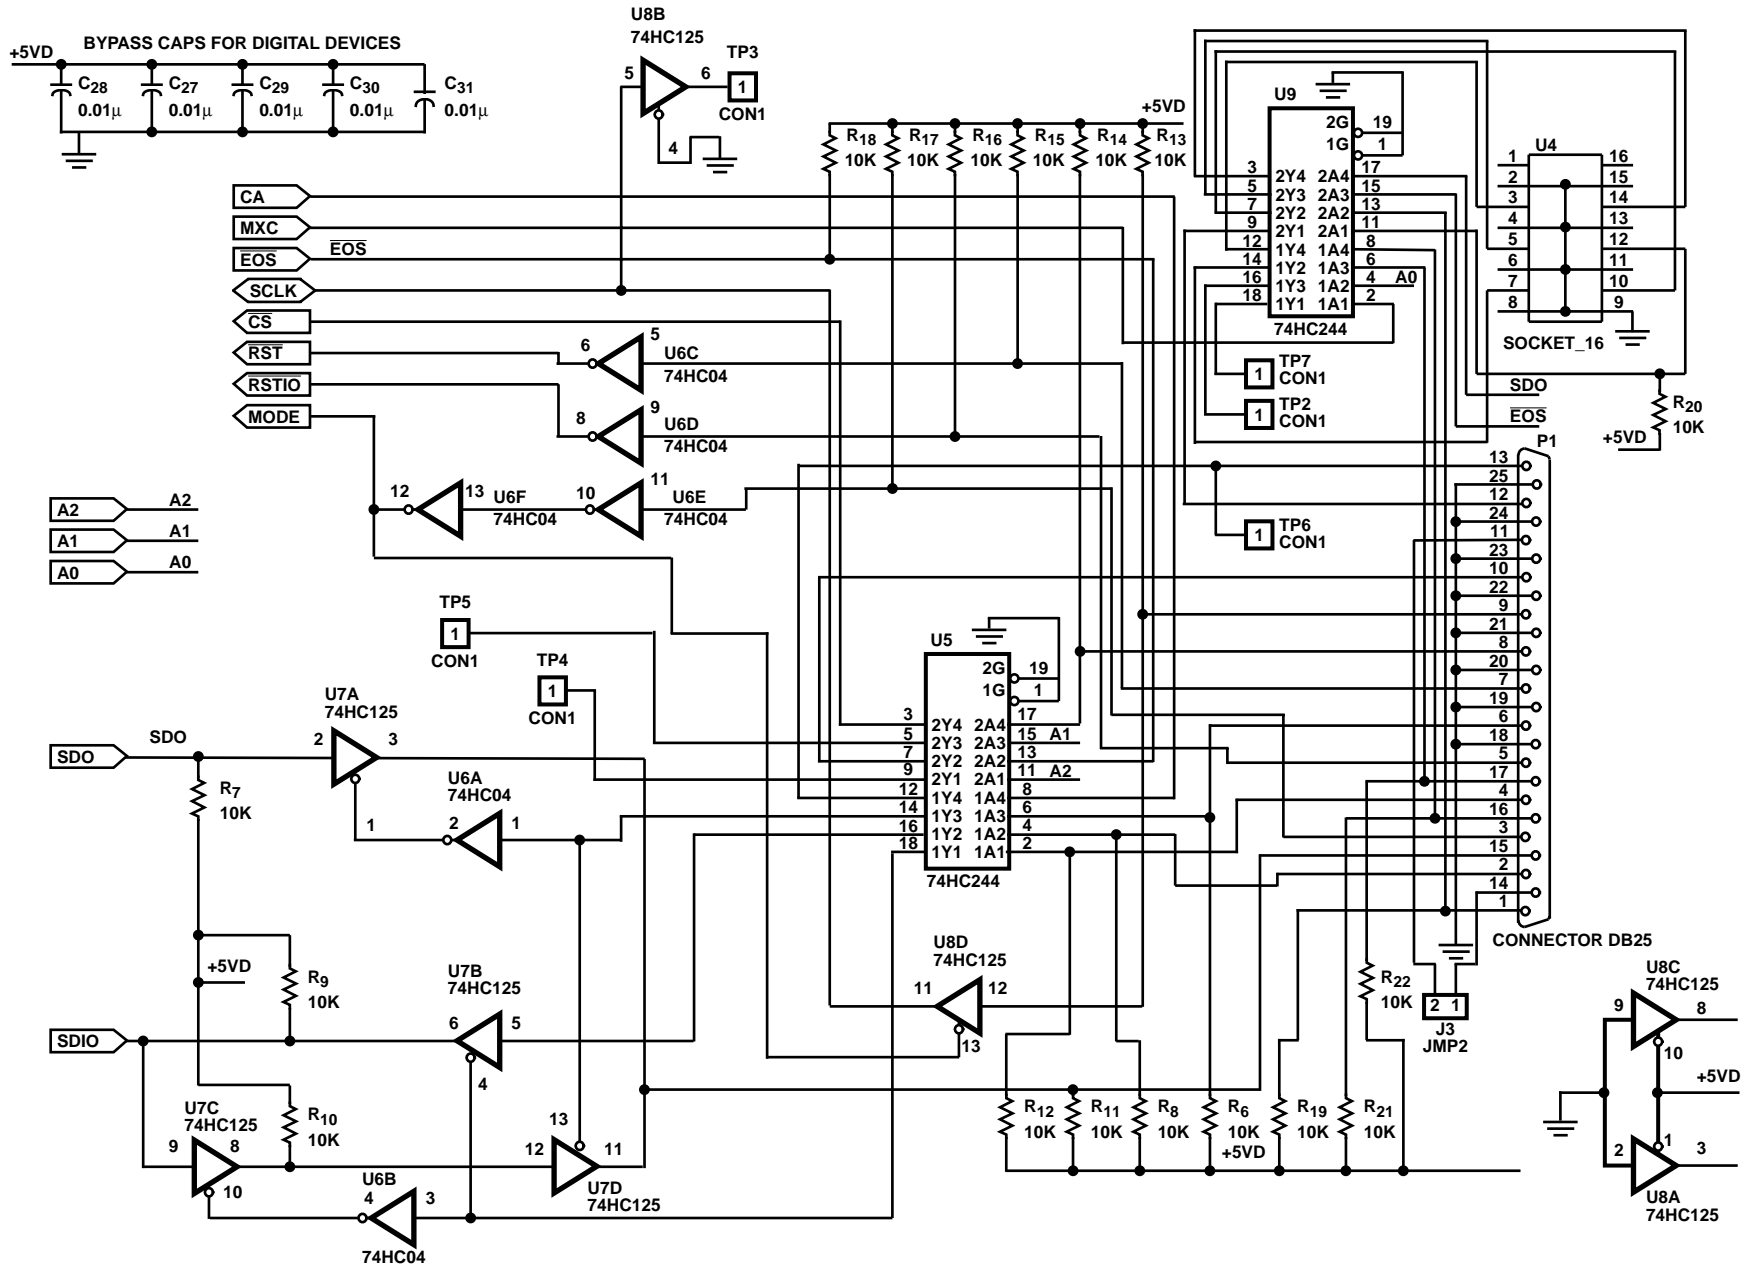 BYPASS CAPS FOR DIGITAL DEVICES
+5VD
C28
0.01µ
C27
0.01µ
C29
0.01µ
C30
0.01µ
C31
0.01µ
U8B
74HC125
5
6
4
TP3
1
CON1
+5VD
R18
10K
R17
10K
R16
10K
R15
10K
R14
10K
R13
10K
CA
MXC
EOS
EOS
SCLK
CS
RST
RSTIO
MODE
6
5
U6C
74HC04
8
9
U6D
74HC04
12
13
U6F
74HC04
10
11
U6E
74HC04
A2
A2
A1
A1
A0
A0
U9
2G
19
1G
1
3
2Y4
2A4
17
5
2Y3
2A3
15
7
2Y2
2A2
13
9
2Y1
2A1
11
12
1Y4
1A4
8
14
1Y2
1A3
6
16
1Y3
1A2
4
A0
18
1Y1
1A1
2
74HC244
U4
1
16
2
15
3
14
4
13
5
12
6
11
7
10
8
9
SOCKET_16
1
TP7
CON1
1
TP2
CON1
SDO
EOS
R20
10K
+5VD
P1
13
25
12
24
11
23
10
22
9
21
8
20
7
19
6
18
5
17
4
16
3
15
2
14
1
CONNECTOR DB25
1
TP6
CON1
TP5
1
CON1
TP4
1
CON1
U5
2G
19
1G
1
3
2Y4
2A4
17
5
2Y3
2A3
15
A1
7
2Y2
2A2
13
9
2Y1
2A1
11
A2
12
1Y4
1A4
8
14
1Y3
1A3
6
16
1Y2
1A2
4
18
1Y1
1A1
2
74HC244
U7A
74HC125
SDO
SDO
2
3
1
R7
10K
U6A
74HC04
2
1
+5VD
R9
10K
U7B
74HC125
6
5
4
SDIO
U7C
74HC125
9
8
10
R10
10K
13
12
11
U7D
74HC125
U6B
4
3
74HC04
U8D
74HC125
11
12
13
R12
10K
R11
10K
R8
10K
R6
10K
+5VD
R19
10K
R21
10K
R22
10K
2 1
J3
JMP2
U8C
74HC125
9
8
10
+5VD
1
2
3
U8A
74HC125